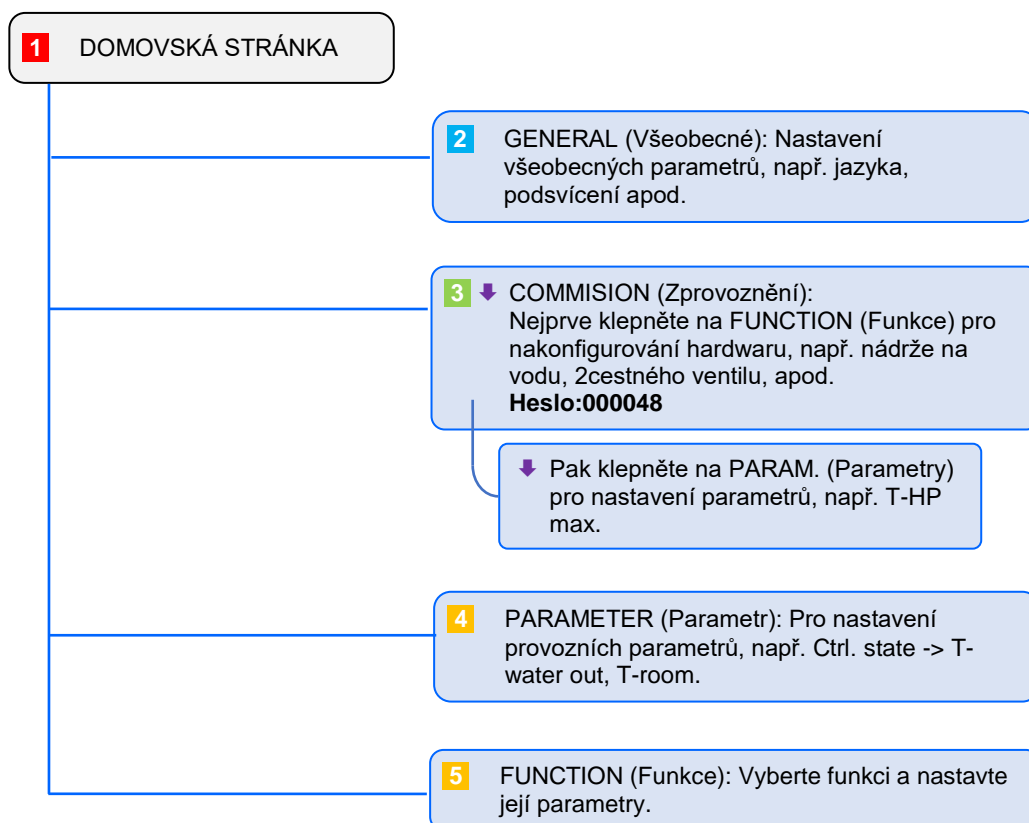 1 DOMOVSKÁ STRÁNKA
2 GENERAL (Všeobecné): Nastavení
všeobecných parametrů, např. jazyka,
podsvícení apod.
3 COMMISION (Zprovoznění):
Nejprve klepněte na FUNCTION (Funkce) pro
nakonfigurování hardwaru, např. nádrže na
vodu, 2cestného ventilu, apod.
Heslo:000048
Pak klepněte na PARAM. (Parametry)
pro nastavení parametrů, např. T-HP
max.
4 PARAMETER (Parametr): Pro nastavení
provozních parametrů, např. Ctrl. state -> T-
water out, T-room.
5 FUNCTION (Funkce): Vyberte funkci a nastavte
její parametry.